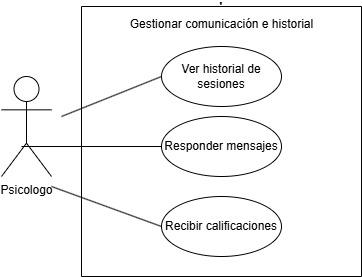 Gestionar comunicación e historial
Ver historial de
sesiones
Responder mensajes
Psicologo
Recibir calificaciones